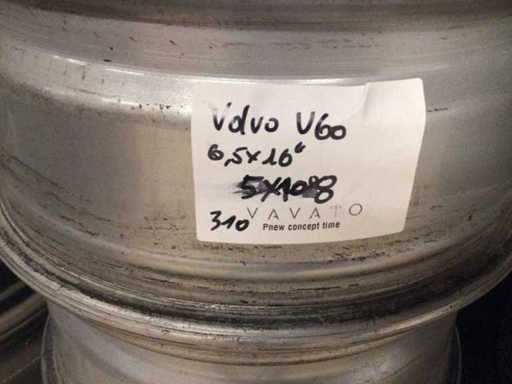 Volvo V60
6,5x16"
5x108
310 VAVATO
Pnew concept time